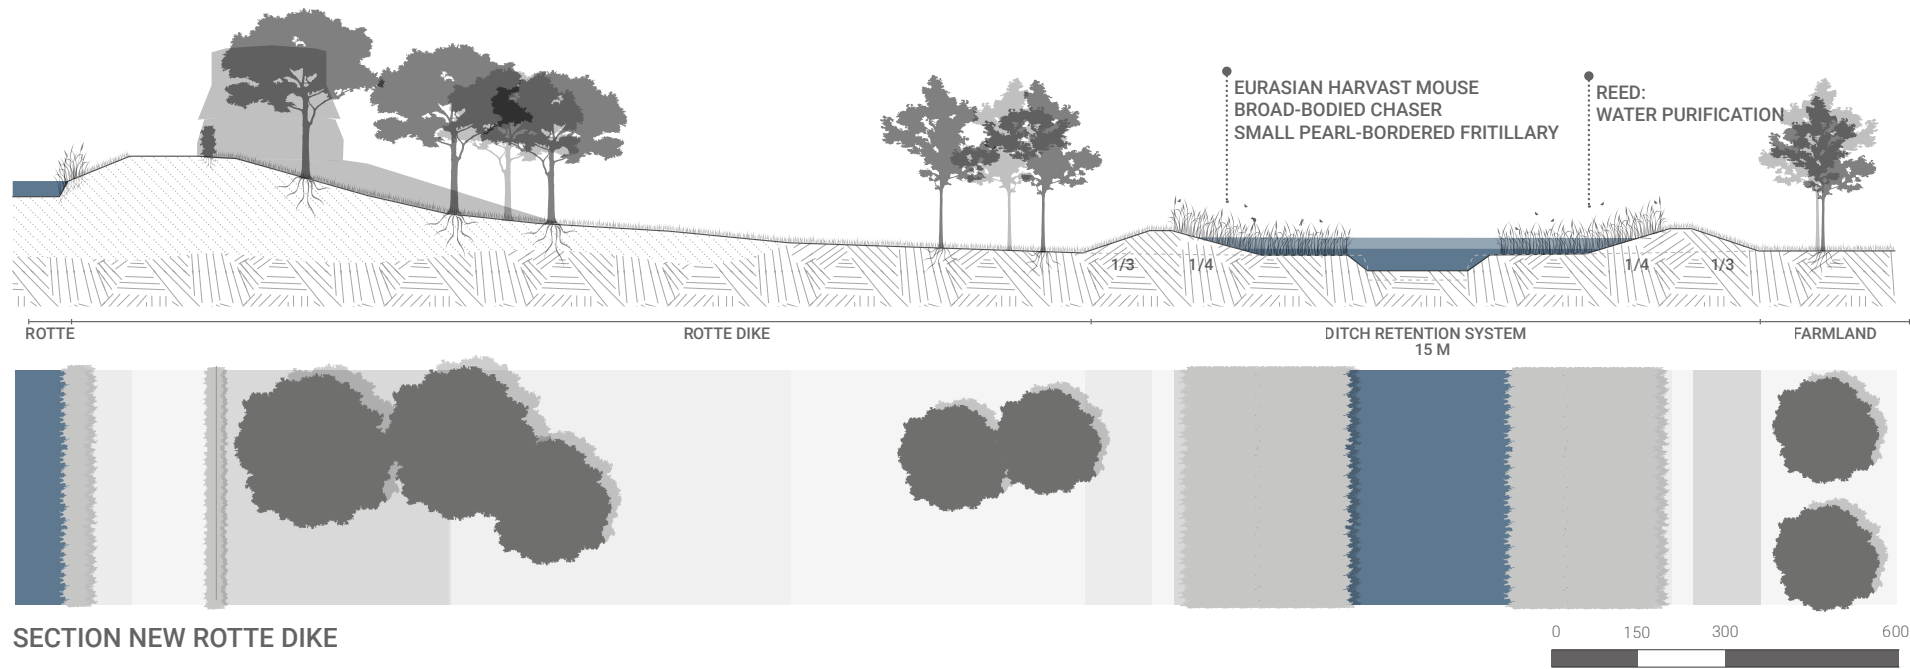 EURASIAN HARVAST MOUSE
BROAD-BODIED CHASER
SMALL PEARL-BORDERED FRITILLARY
REED:
WATER PURIFICATION
1/3
1/4
1/4
1/3
ROTTE
ROTTE DIKE
DITCH RETENTION SYSTEM
15 M
FARMLAND
SECTION NEW ROTTE DIKE
0 150 300 600